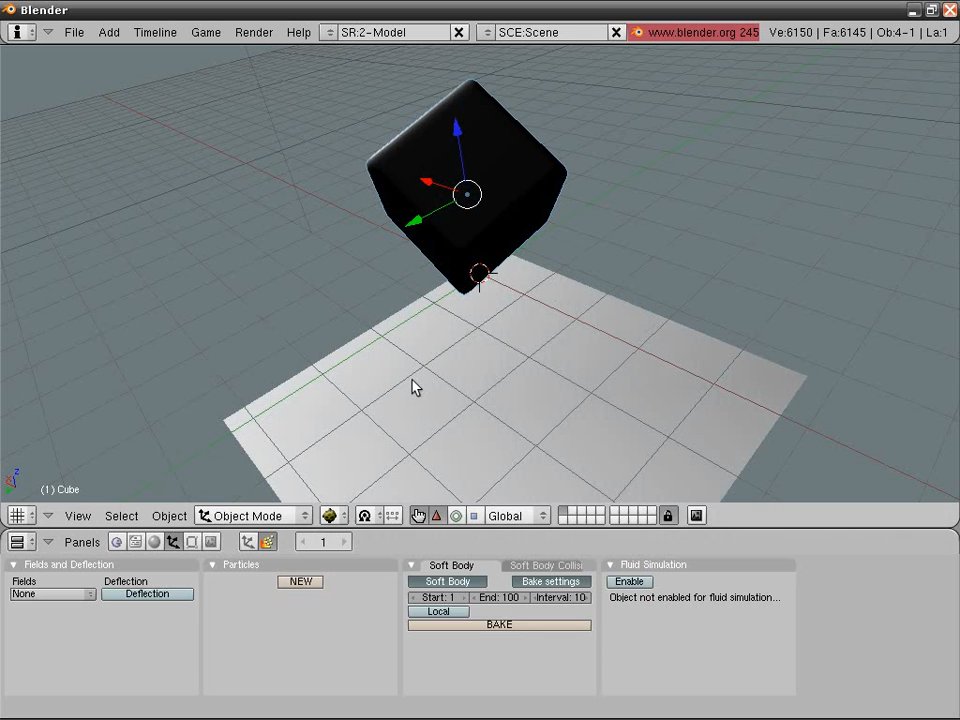 Blender
File Add Timeline Game Render Help SR:2-Model SCE:Scene www.blender.org 245 Ve:6150 | Fa:6145 | Ob:4-1 | La:1
z
(1) Cube
View Select Object Object Mode Global
Panels 1
Fields and Deflection Particles Soft Body Soft Body Collisi Fluid Simulation
Fields Deflection NEW Soft Body Bake settings Enable
None Deflection Start: 1 End: 100 Interval: 10 Object not enabled for fluid simulation...
Local
BAKE